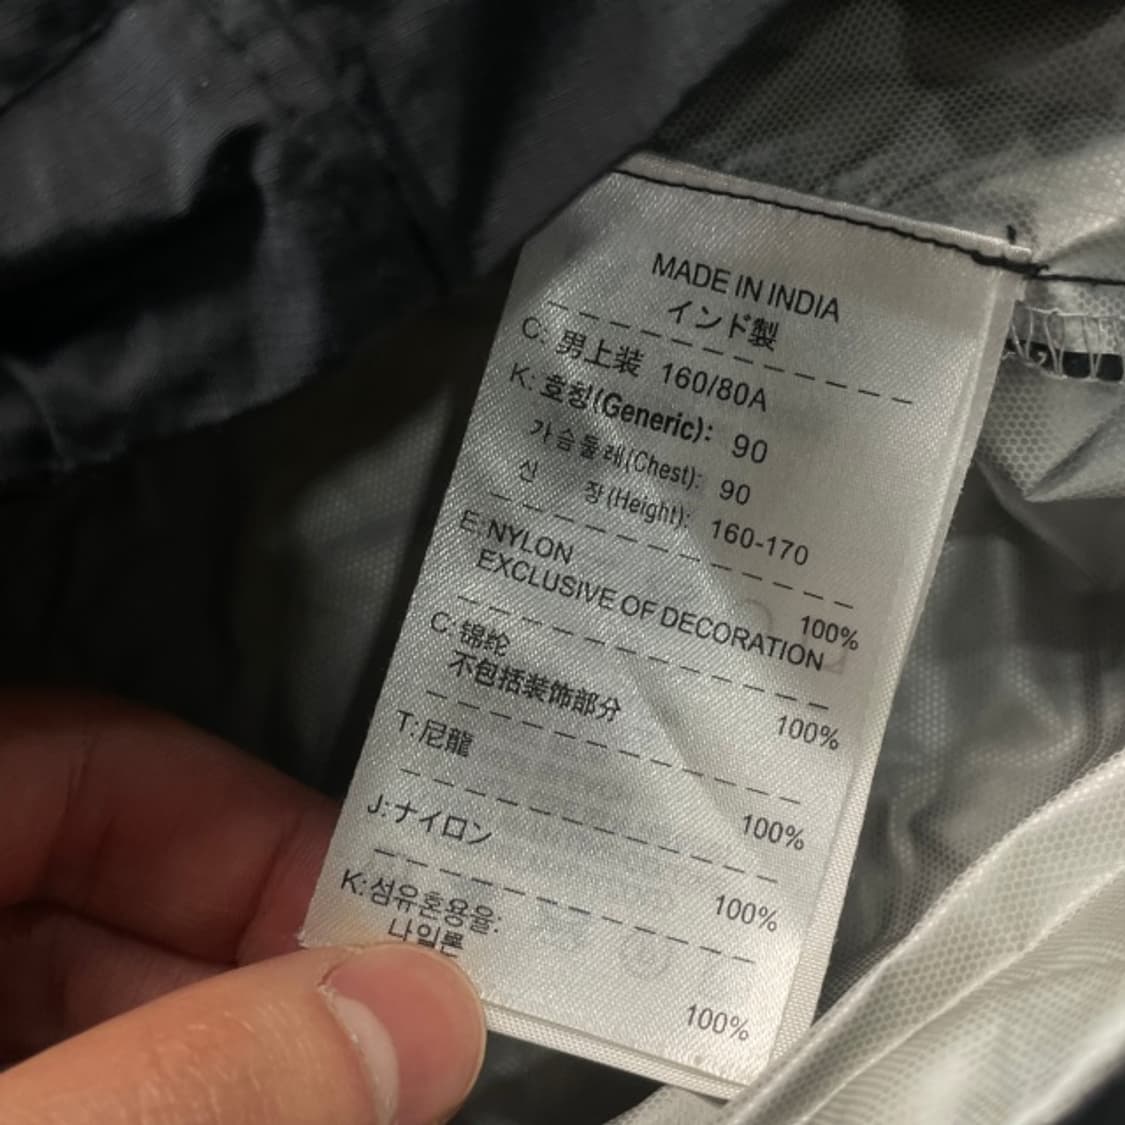 MADE IN INDIA
インド製
C: 男上装 160/80A
K: 호칭(Generic): 90
가슴둘레(Chest): 90
신 장(Height): 160-170
E: NYLON 100%
EXCLUSIVE OF DECORATION
C: 锦纶 100%
不包括装饰部分
T: 尼龍 100%
J: ナイロン 100%
K: 섬유혼용율:
나일론 100%